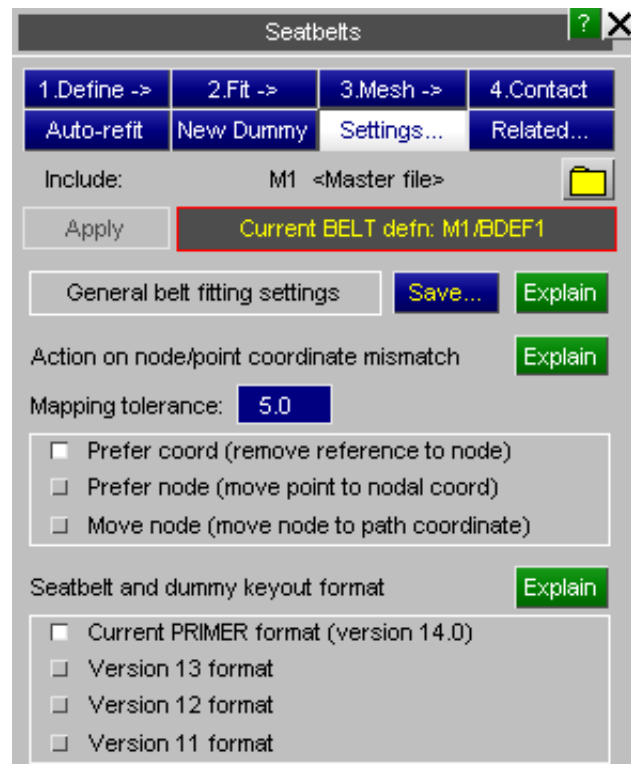 Seatbelts ? X
1.Define -> 2.Fit -> 3.Mesh -> 4.Contact
Auto-refit New Dummy Settings... Related...
Include: M1 <Master file>
Apply Current BELT defn: M1/BDEF1
General belt fitting settings Save... Explain
Action on node/point coordinate mismatch Explain
Mapping tolerance: 5.0
Prefer coord (remove reference to node)
Prefer node (move point to nodal coord)
Move node (move node to path coordinate)
Seatbelt and dummy keyout format Explain
Current PRIMER format (version 14.0)
Version 13 format
Version 12 format
Version 11 format